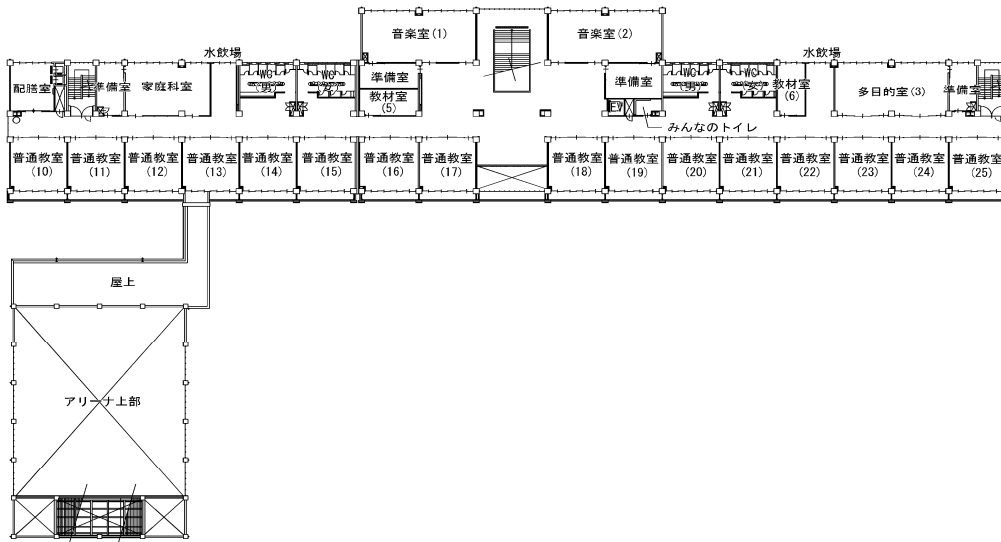 音楽室(1)
音楽室(2)
水飲場
水飲場
配膳室
準備室
家庭科室
WC
(男)
WC
(女)
準備室
教材室
(5)
準備室
EV
WC
(男)
WC
(女)
教材室
(6)
多目的室(3)
準備室
みんなのトイレ
普通教室
(10)
普通教室
(11)
普通教室
(12)
普通教室
(13)
普通教室
(14)
普通教室
(15)
普通教室
(16)
普通教室
(17)
普通教室
(18)
普通教室
(19)
普通教室
(20)
普通教室
(21)
普通教室
(22)
普通教室
(23)
普通教室
(24)
普通教室
(25)
屋上
アリーナ上部